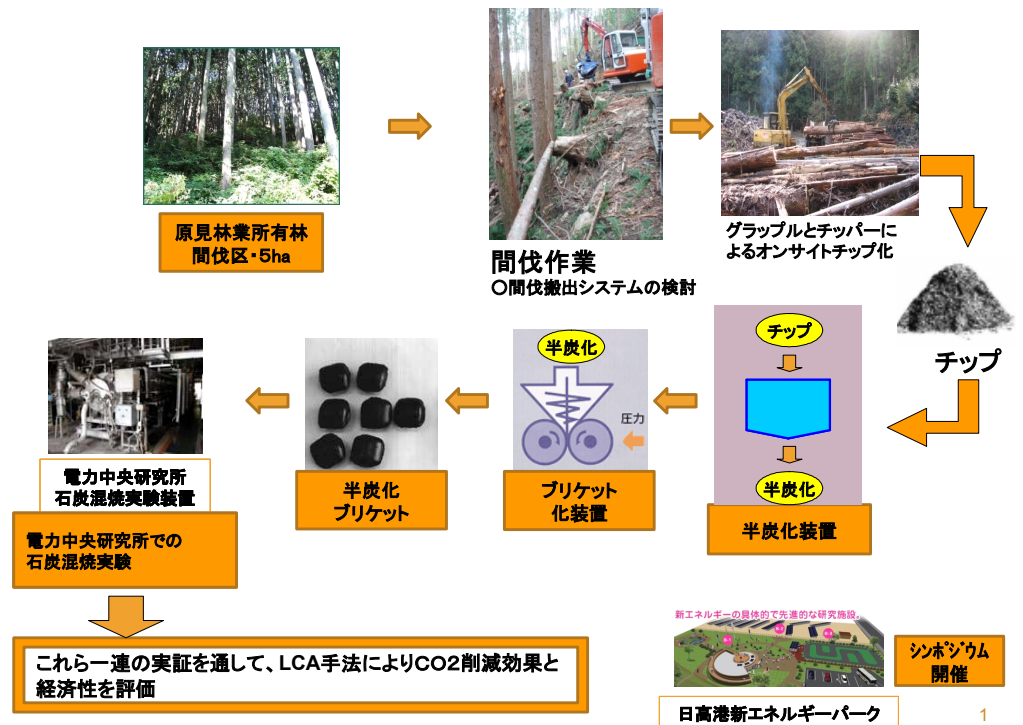 原見林業所有林
間伐区・5ha
間伐作業
〇間伐搬出システムの検討
グラップルとチッパーに
よるオンサイトチップ化
チップ
チップ
半炭化
半炭化装置
半炭化
圧力
ブリケット
化装置
半炭化
ブリケット
電力中央研究所
石炭混焼実験装置
電力中央研究所での
石炭混焼実験
これら一連の実証を通して、LCA手法によりCO2削減効果と
経済性を評価
新エネルギーの具体的で先進的な研究施設。
日高港新エネルギーパーク
シンポジウム
開催
1